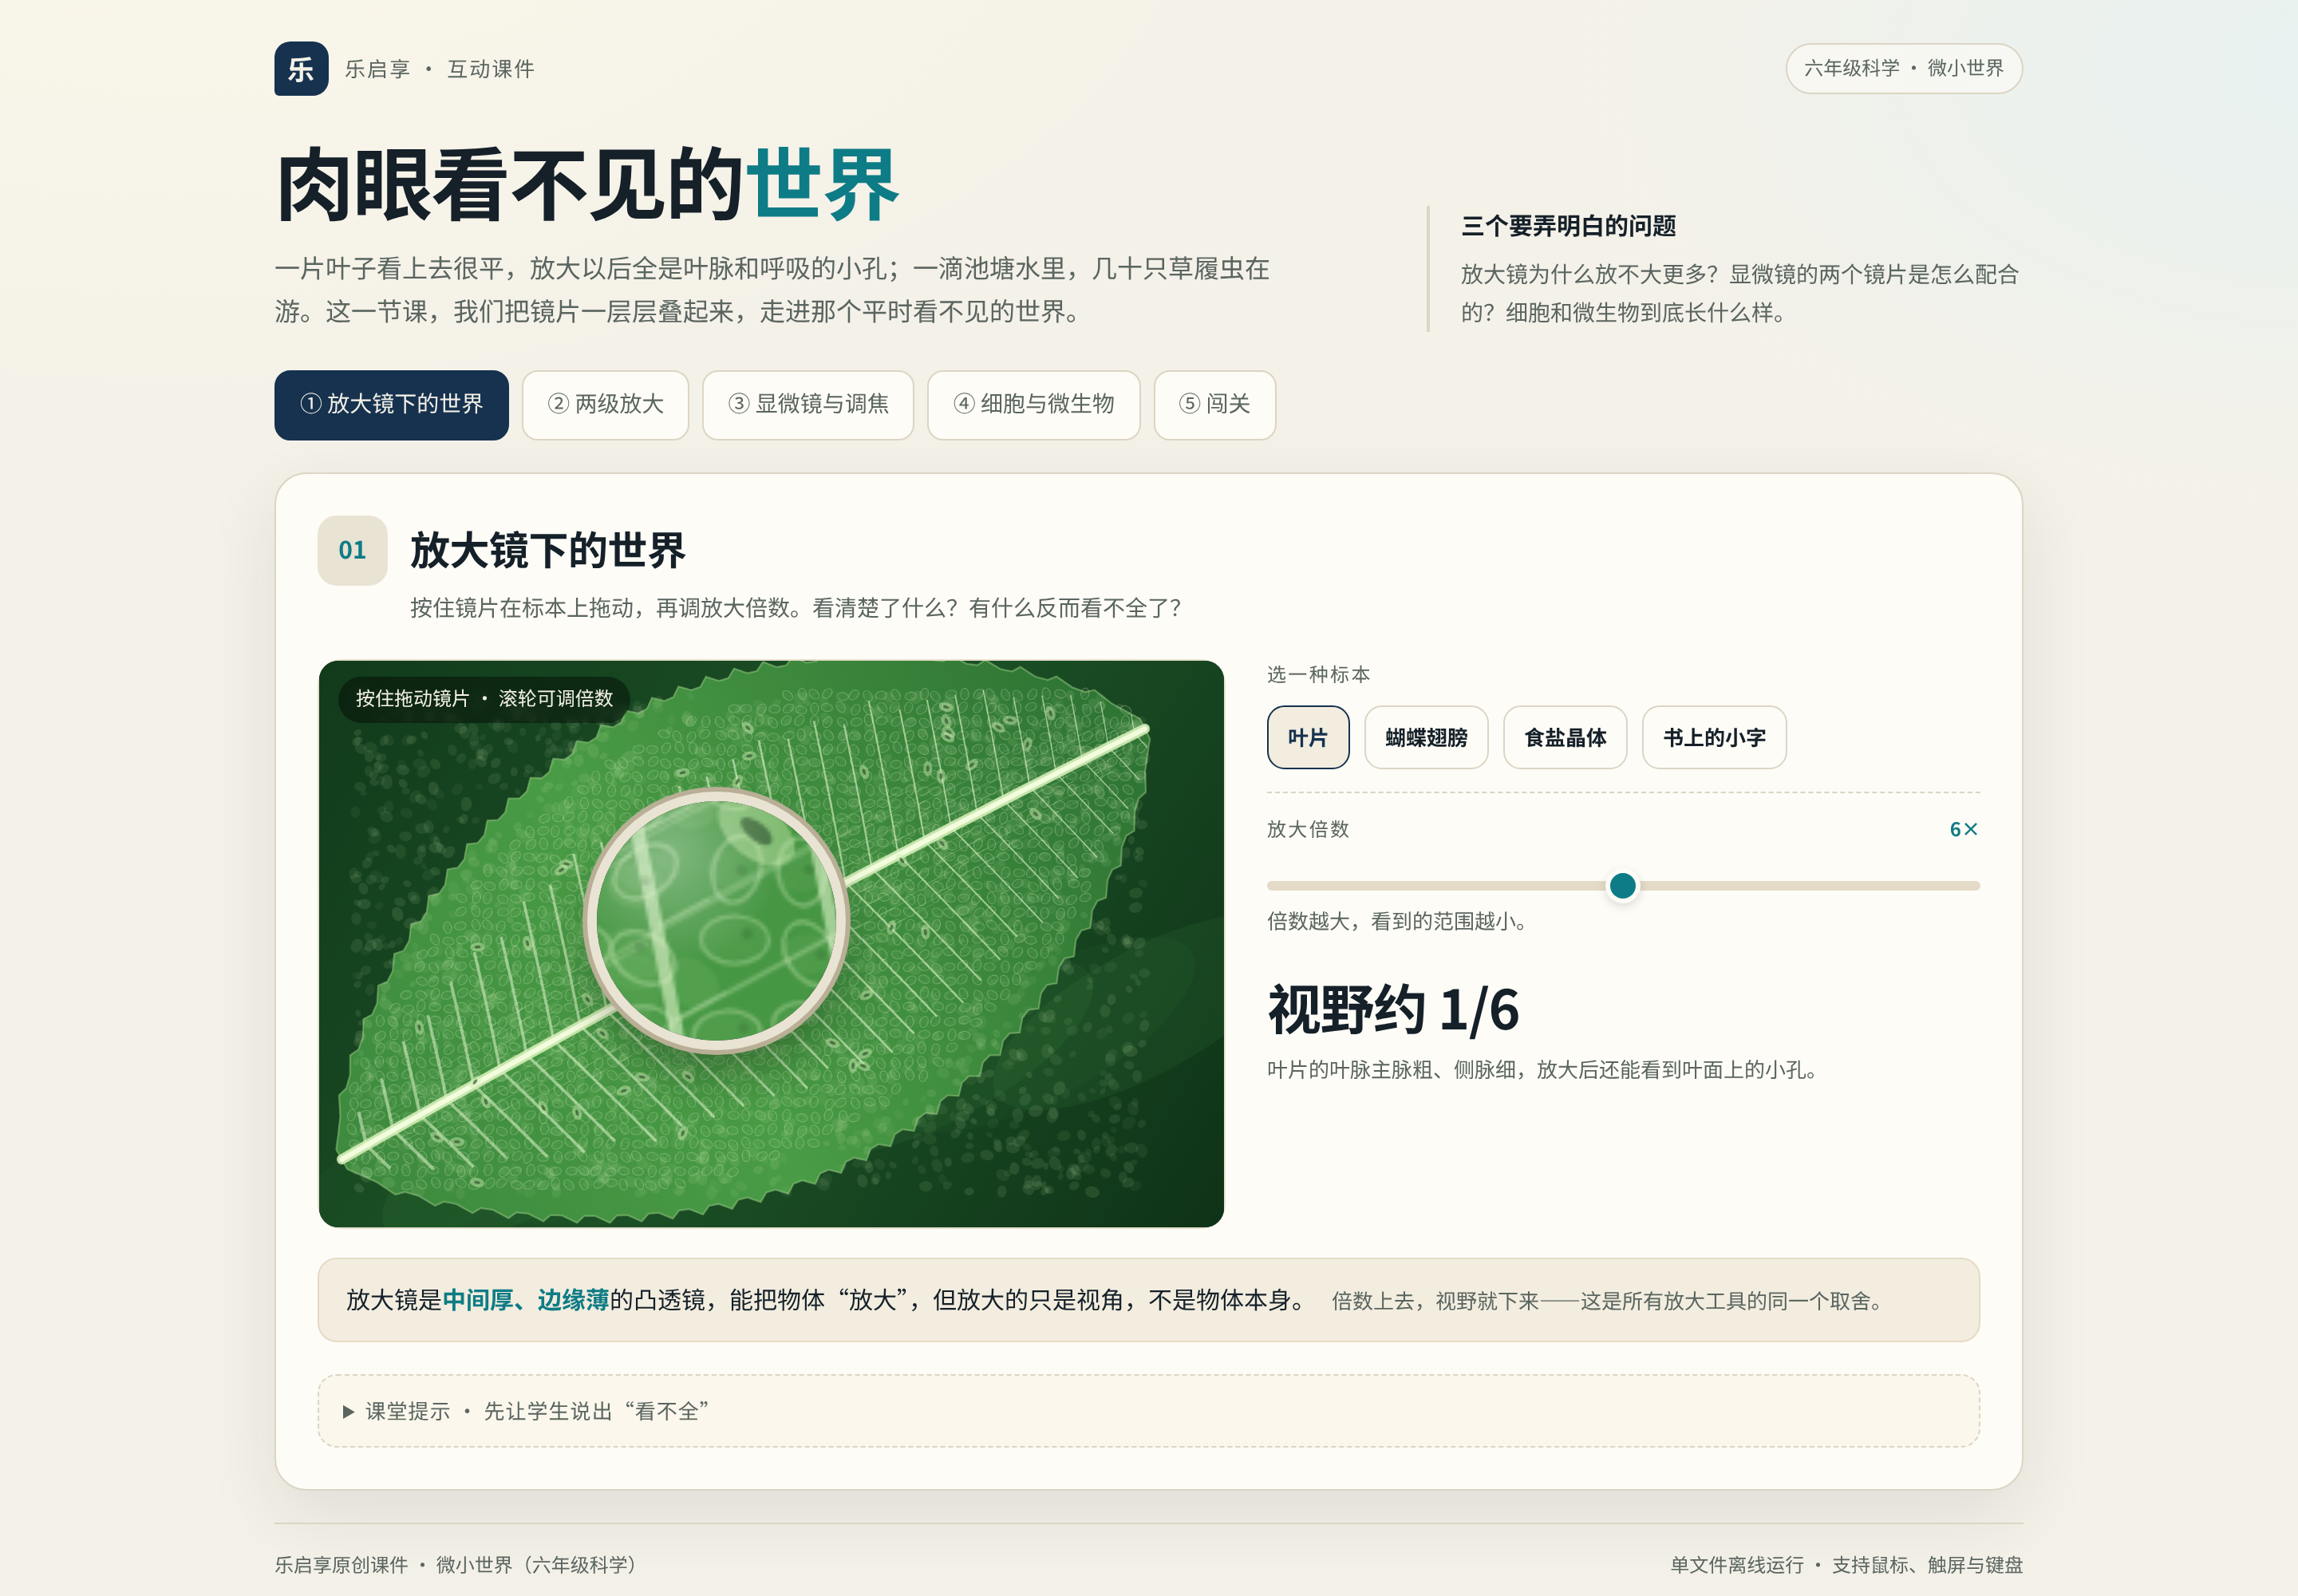 乐 乐启享 · 互动课件
六年级科学 · 微小世界
肉眼看不见的世界
一片叶子看上去很平，放大以后全是叶脉和呼吸的小孔；一滴池塘水里，几十只草履虫在
游。这一节课，我们把镜片一层层叠起来，走进那个平时看不见的世界。
三个要弄明白的问题
放大镜为什么放不大更多？显微镜的两个镜片是怎么配合
的？细胞和微生物到底长什么样。
① 放大镜下的世界
② 两级放大
③ 显微镜与调焦
④ 细胞与微生物
⑤ 闯关
01 放大镜下的世界
按住镜片在标本上拖动，再调放大倍数。看清楚了什么？有什么反而看不全了？
按住拖动镜片 · 滚轮可调倍数
选一种标本
叶片
蝴蝶翅膀
食盐晶体
书上的小字
放大倍数 6×
倍数越大，看到的范围越小。
视野约 1/6
叶片的叶脉主脉粗、侧脉细，放大后还能看到叶面上的小孔。
放大镜是中间厚、边缘薄的凸透镜，能把物体“放大”，但放大的只是视角，不是物体本身。 倍数上去，视野就下来——这是所有放大工具的同一个取舍。
▶ 课堂提示 · 先让学生说出“看不全”
乐启享原创课件 · 微小世界（六年级科学）
单文件离线运行 · 支持鼠标、触屏与键盘